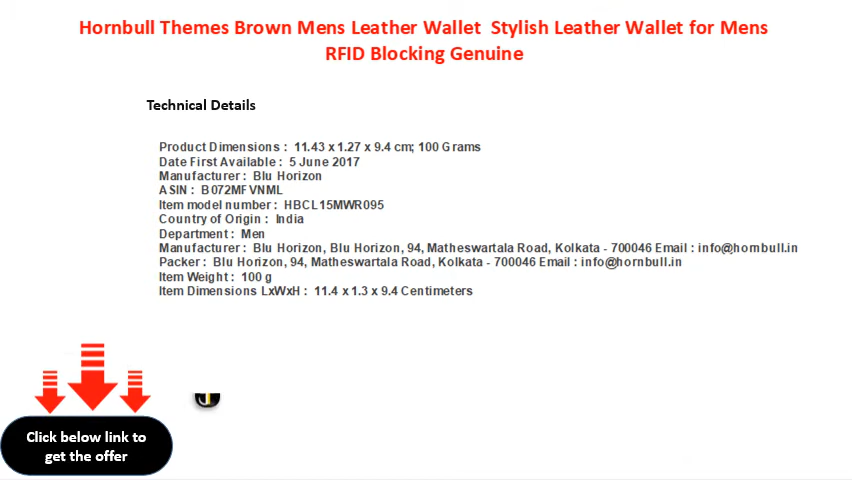 Hornbull Themes Brown Mens Leather Wallet Stylish Leather Wallet for Mens
RFID Blocking Genuine
Technical Details
Product Dimensions : 11.43 x 1.27 x 9.4 cm; 100 Grams
Date First Available : 5 June 2017
Manufacturer : Blu Horizon
ASIN : B072MFVNML
Item model number : HBCL15MWR095
Country of Origin : India
Department : Men
Manufacturer : Blu Horizon, Blu Horizon, 94, Matheswartala Road, Kolkata - 700046 Email : info@hornbull.in
Packer : Blu Horizon, 94, Matheswartala Road, Kolkata - 700046 Email : info@hornbull.in
Item Weight : 100 g
Item Dimensions LxWxH : 11.4 x 1.3 x 9.4 Centimeters
Click below link to
get the offer